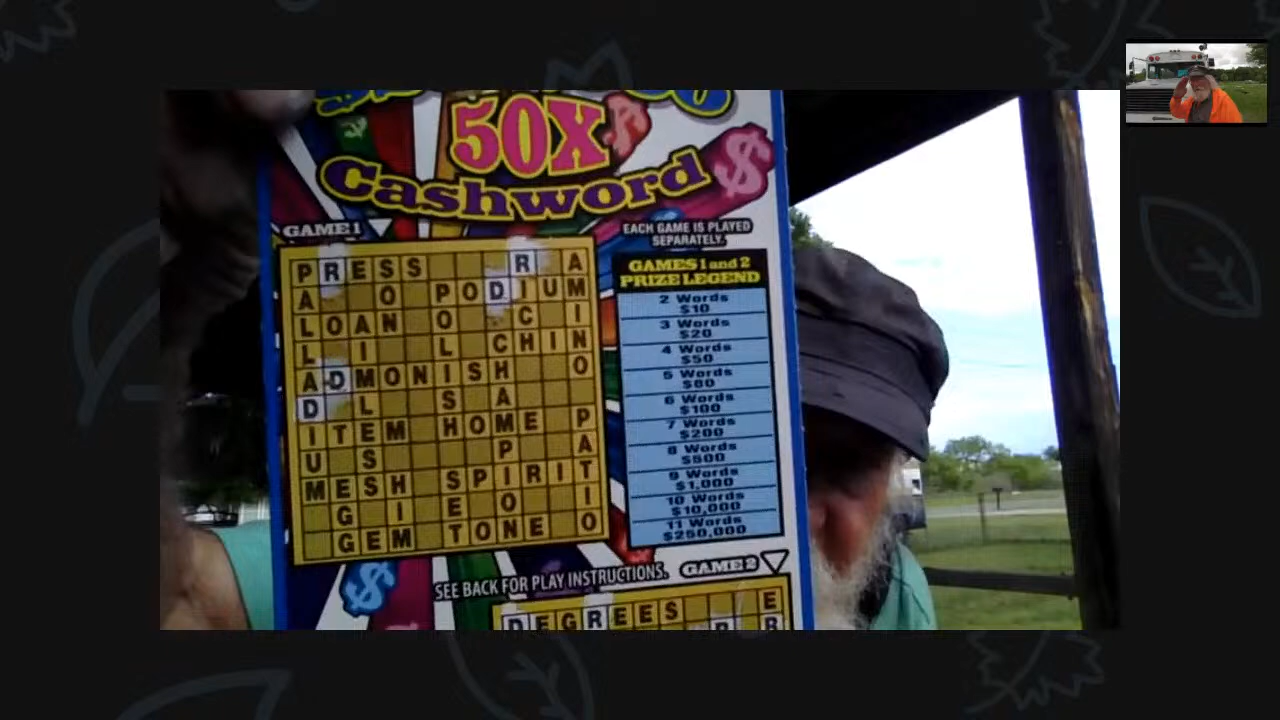 50X
Cashword
GAME 1
EACH GAME IS PLAYED
SEPARATELY.
PRESS R A
A O PODIUM
LOAN O C I
L I L CHIN
ADMONISH O
D L S A
ITEM HOME P
U S P A
MESH SPIRIT
G I E O I
GEM TONE O
GAMES 1 and 2
PRIZE LEGEND
2 Words
$10
3 Words
$20
4 Words
$50
5 Words
$80
6 Words
$100
7 Words
$200
8 Words
$500
9 Words
$1,000
10 Words
$10,000
11 Words
$250,000
SEE BACK FOR PLAY INSTRUCTIONS.
GAME 2
DEGREES E